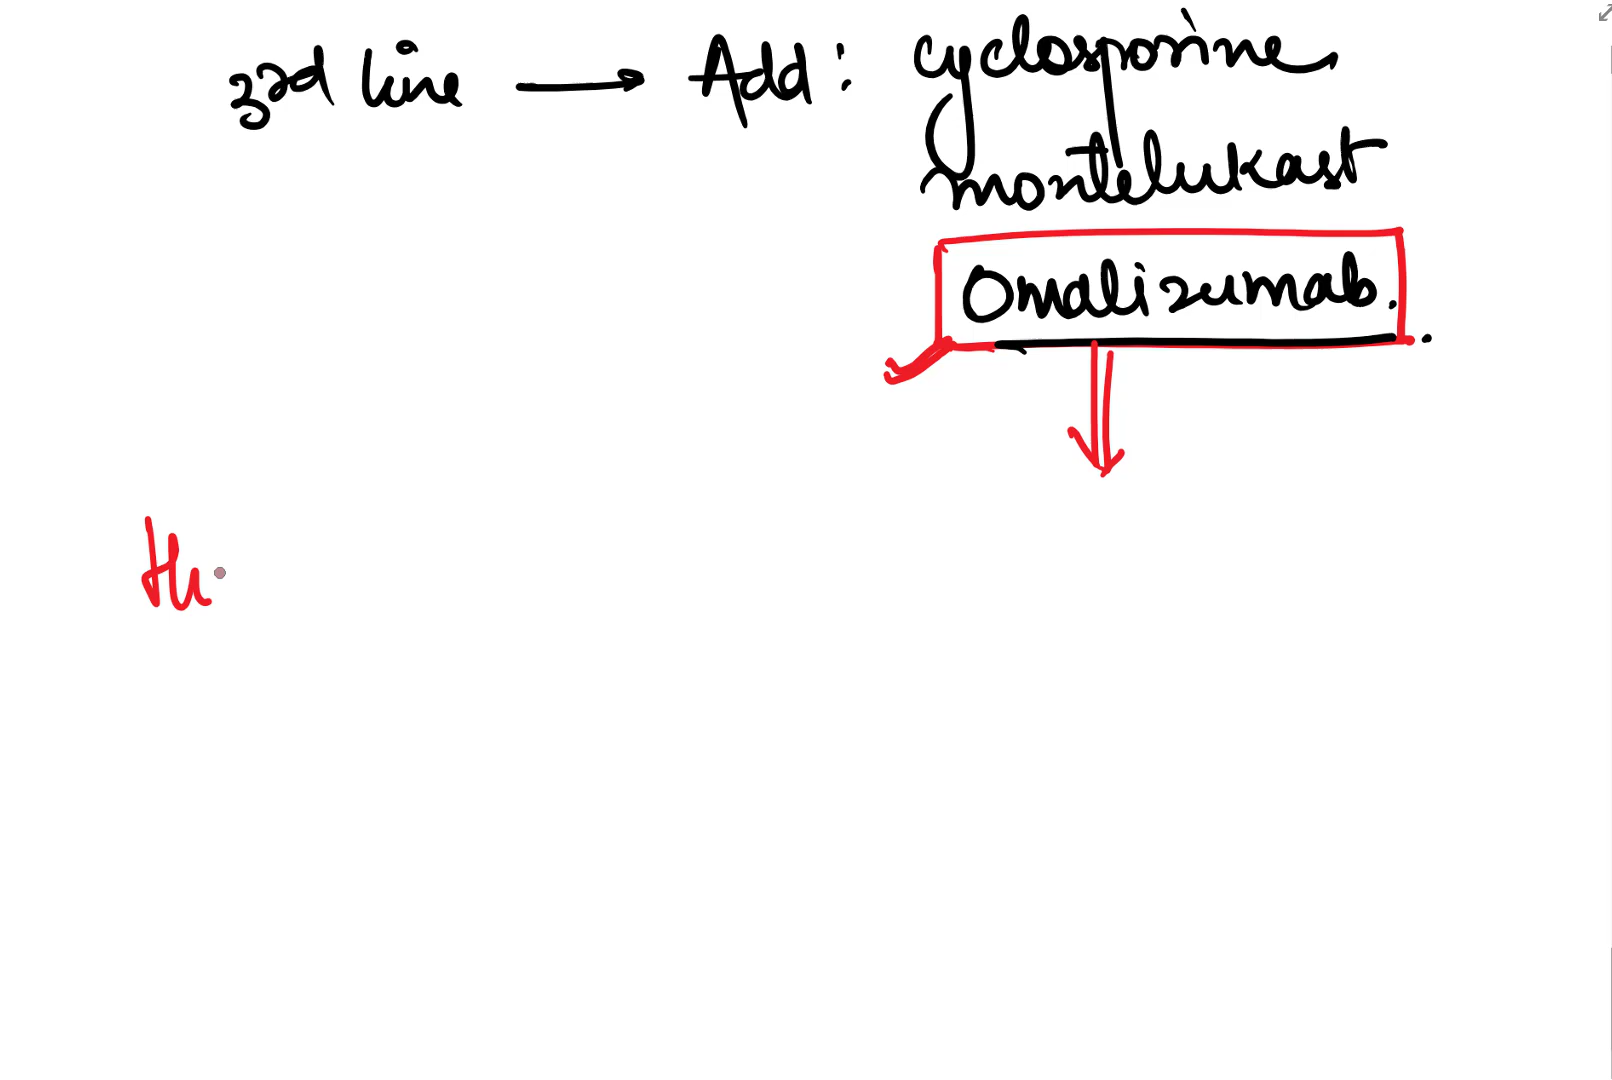 3rd line → Add: cyclosporine
montelukast
Omalizumab.